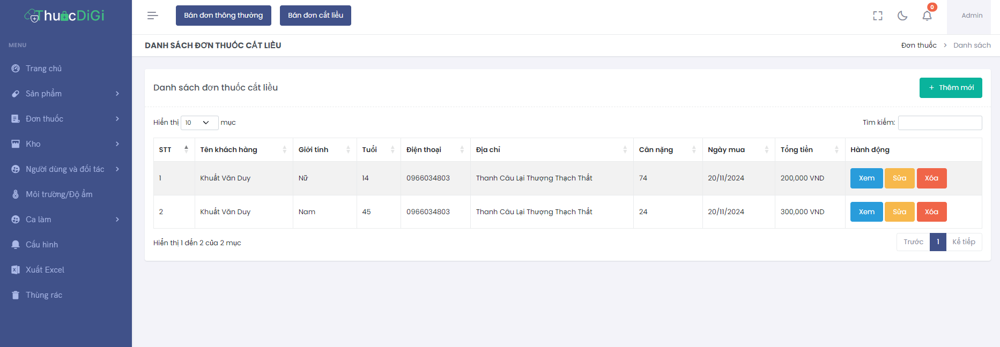 ThuốcDiGi
Bán đơn thông thường
Bán đơn cắt liều
0
Admin
MENU
Trang chủ
Sản phẩm
Đơn thuốc
Kho
Người dùng và đối tác
Môi trường/Độ ẩm
Ca làm
Cấu hình
Xuất Excel
Thùng rác
DANH SÁCH ĐƠN THUỐC CẮT LIỀU
Đơn thuốc > Danh sách
Danh sách đơn thuốc cắt liều
+ Thêm mới
Hiển thị 10 mục
Tìm kiếm:
STT Tên khách hàng Giới tính Tuổi Điện thoại Địa chỉ Cân nặng Ngày mua Tổng tiền Hành động
1 Khuất Văn Duy Nữ 14 0966034803 Thanh Câu Lại Thượng Thạch Thất 74 20/11/2024 200,000 VND Xem Sửa Xóa
2 Khuất Văn Duy Nam 45 0966034803 Thanh Câu Lại Thượng Thạch Thất 24 20/11/2024 300,000 VND Xem Sửa Xóa
Hiển thị 1 đến 2 của 2 mục
Trước 1 Kế tiếp